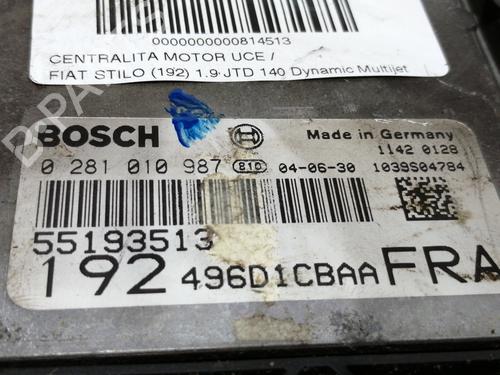 0000000000814513
CENTRALITA MOTOR UCE /
FIAT STILO (192) 1.9 JTD 140 Dynamic Multijet
BOSCH
Made in Germany
1142 0128
0 281 010 987 810 04-06-30 1039S04784
55193513
192 496D1CBAA FRA